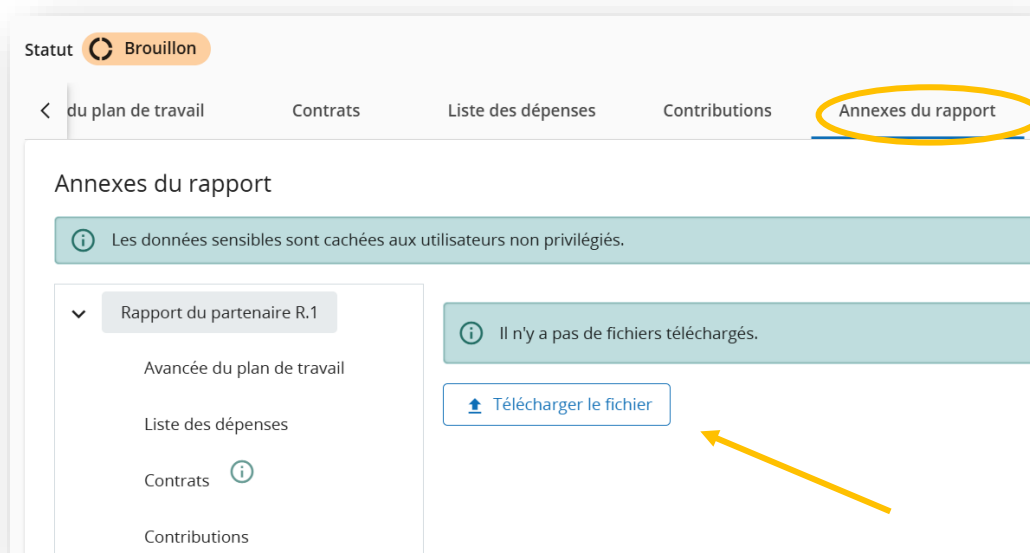 Statut Brouillon
du plan de travail Contrats Liste des dépenses Contributions Annexes du rapport
Annexes du rapport
Les données sensibles sont cachées aux utilisateurs non privilégiés.
Rapport du partenaire R.1
Il n'y a pas de fichiers téléchargés.
Avancée du plan de travail
Télécharger le fichier
Liste des dépenses
Contrats
Contributions